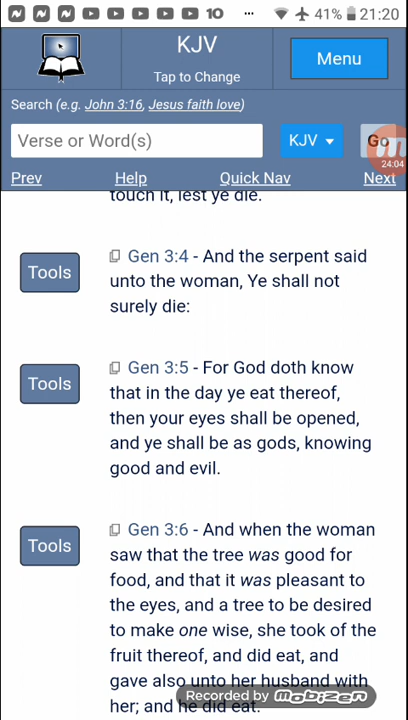 10 ... 41% 21:20
KJV
Tap to Change
Menu
Search (e.g. John 3:16, Jesus faith love)
Verse or Word(s)
KJV
Go
24:04
Prev Help Quick Nav Next
touch it, lest ye die.
Tools
Gen 3:4 - And the serpent said
unto the woman, Ye shall not
surely die:
Tools
Gen 3:5 - For God doth know
that in the day ye eat thereof,
then your eyes shall be opened,
and ye shall be as gods, knowing
good and evil.
Tools
Gen 3:6 - And when the woman
saw that the tree was good for
food, and that it was pleasant to
the eyes, and a tree to be desired
to make one wise, she took of the
fruit thereof, and did eat, and
gave also unto her husband with
her; and he did eat.
Recorded by mobizen